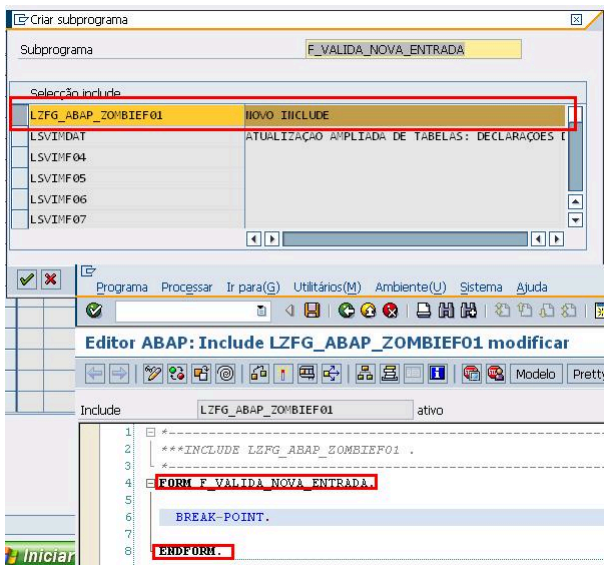 Criar subprograma
Subprograma F_VALIDA_NOVA_ENTRADA
Selecção include
LZFG_ABAP_ZOMBIEF01 NOVO INCLUDE
LSVIMDAT ATUALIZAÇAO AMPLIADA DE TABELAS: DECLARAÇOES
LSVIMF04
LSVIMF05
LSVIMF06
LSVIMF07
Programa Processar Ir para(G) Utilitários(M) Ambiente(U) Sistema Ajuda
Editor ABAP: Include LZFG_ABAP_ZOMBIEF01 modificar
Modelo Pretty
Include LZFG_ABAP_ZOMBIEF01 ativo
1 *----------------------------------------------------
2 ***INCLUDE LZFG_ABAP_ZOMBIEF01 .
3 *----------------------------------------------------
4 FORM F_VALIDA_NOVA_ENTRADA.
5
6 BREAK-POINT.
7
8 ENDFORM.
Iniciar